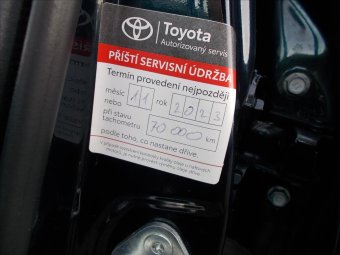 Toyota
Autorizovaný servis
PŘÍŠTÍ SERVISNÍ ÚDRŽBA
Termín provedení nejpozději
měsíc 11 rok 2023
nebo
při stavu
tachometru 70 000 km
podle toho, co nastane dříve.